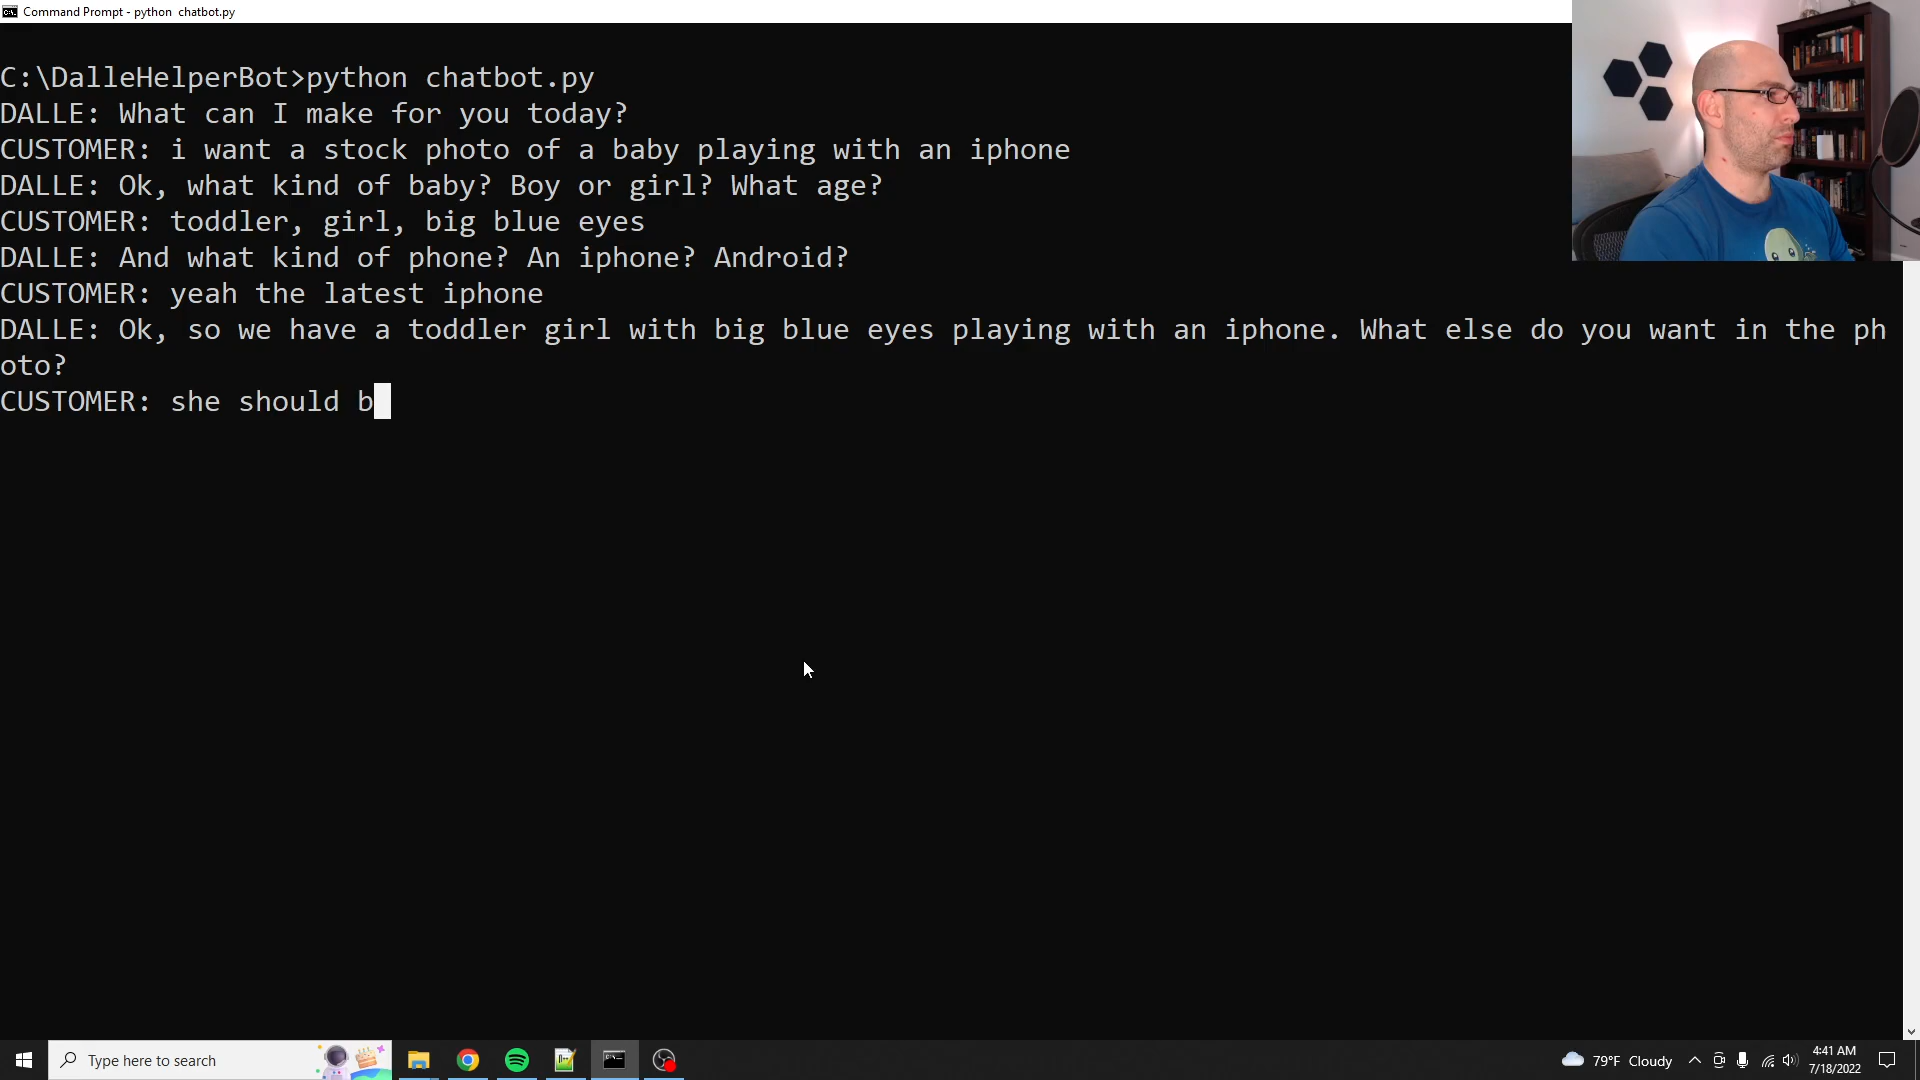 Command Prompt - python  chatbot.py
C:\DalleHelperBot>python chatbot.py
DALLE: What can I make for you today?
CUSTOMER: i want a stock photo of a baby playing with an iphone
DALLE: Ok, what kind of baby? Boy or girl? What age?
CUSTOMER: toddler, girl, big blue eyes
DALLE: And what kind of phone? An iphone? Android?
CUSTOMER: yeah the latest iphone
DALLE: Ok, so we have a toddler girl with big blue eyes playing with an iphone. What else do you want in the ph
oto?
CUSTOMER: she should b
Type here to search
79°F Cloudy
4:41 AM
7/18/2022